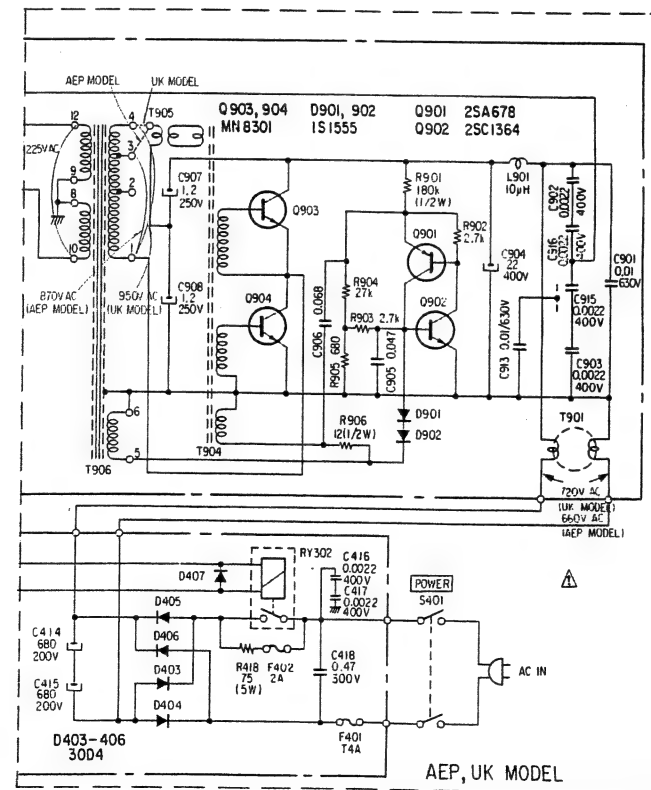 AEP MODEL
UK MODEL
Q903, 904 D901, 902 Q901 2SA678
MN8301 1S1555 Q902 2SC1364
T905
12
4
3
225V AC
9
8
2
10
1
C907
1.2
250V
C908
1.2
250V
870V AC
(AEP MODEL)
950V AC
(UK MODEL)
6
5
T906
T904
Q903
Q904
C906 0.068
R904
27k
R903 2.7k
R905 680
C905 0.047
R906
12(1/2W)
R901
180k
(1/2W)
Q901
R902
2.7k
Q902
D901
D902
C904
22
400V
L901
10μH
C902
0.0022
400V
C916
0.0022
400V
C901
0.01
630V
C915
0.0022
400V
C913 0.01/630V
C903
0.0022
400V
T901
720V AC
(UK MODEL)
660V AC
(AEP MODEL)
D407
RY302
C416
0.0022
400V
C417
0.0022
400V
POWER
S401
D405
D406
D403
D404
C414
680
200V
C415
680
200V
R418
75
(5W)
F402
2A
C418
0.47
300V
AC IN
F401
T4A
D403-406
30D4
AEP, UK MODEL